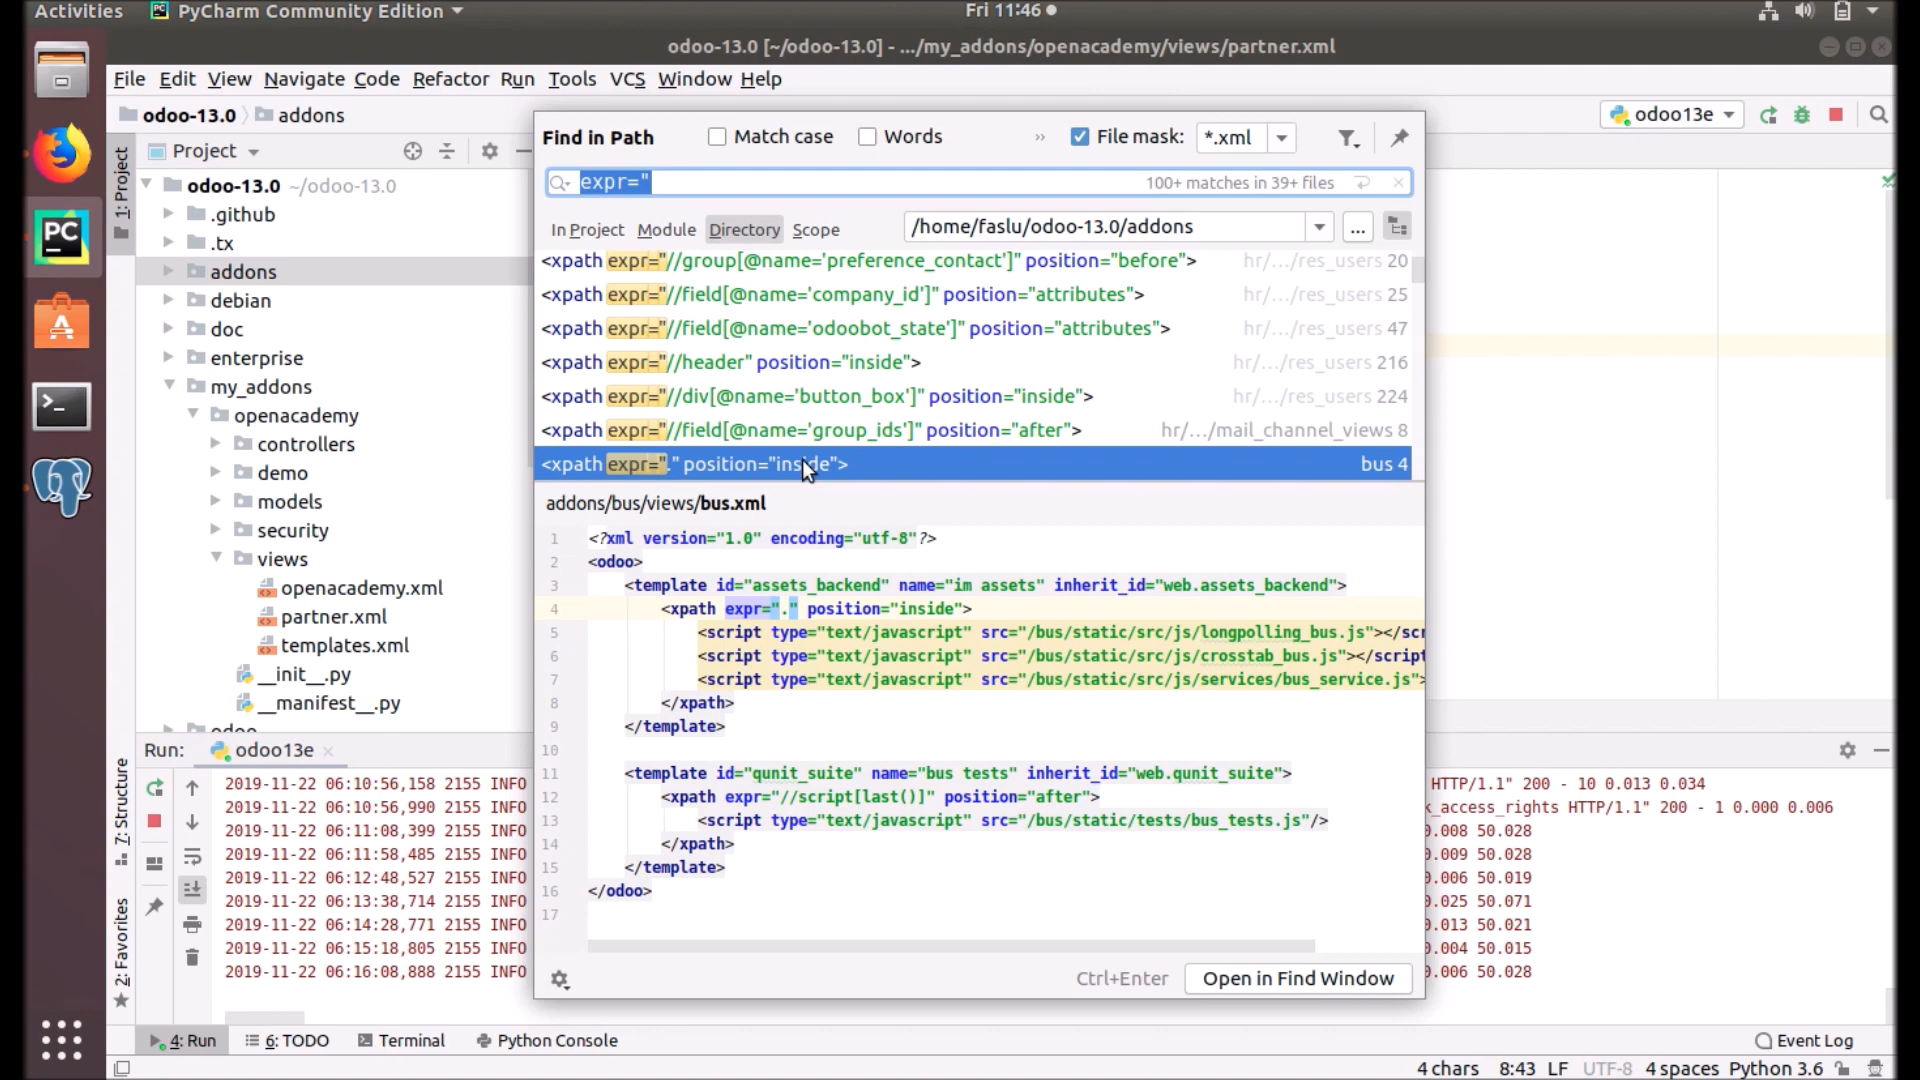 Activities PyCharm Community Edition Fri 11:46
odoo-13.0 [~/odoo-13.0] - .../my_addons/openacademy/views/partner.xml
File Edit View Navigate Code Refactor Run Tools VCS Window Help
odoo-13.0 addons odoo13e
Find in Path Match case Words » File mask: *.xml
Project
expr=" 100+ matches in 39+ files
In Project Module Directory Scope /home/faslu/odoo-13.0/addons ...
1: Project
odoo-13.0 ~/odoo-13.0
.github
.tx
addons
debian
doc
enterprise
my_addons
openacademy
controllers
demo
models
security
views
openacademy.xml
partner.xml
templates.xml
__init__.py
__manifest__.py
odoo
<xpath expr="//group[@name='preference_contact']" position="before"> hr/.../res_users 20
<xpath expr="//field[@name='company_id']" position="attributes"> hr/.../res_users 25
<xpath expr="//field[@name='odoobot_state']" position="attributes"> hr/.../res_users 47
<xpath expr="//header" position="inside"> hr/.../res_users 216
<xpath expr="//div[@name='button_box']" position="inside"> hr/.../res_users 224
<xpath expr="//field[@name='group_ids']" position="after"> hr/.../mail_channel_views 8
<xpath expr="." position="inside"> bus 4
addons/bus/views/bus.xml
1 <?xml version="1.0" encoding="utf-8"?>
2 <odoo>
3 <template id="assets_backend" name="im assets" inherit_id="web.assets_backend">
4 <xpath expr="." position="inside">
5 <script type="text/javascript" src="/bus/static/src/js/longpolling_bus.js"></scr
6 <script type="text/javascript" src="/bus/static/src/js/crosstab_bus.js"></script
7 <script type="text/javascript" src="/bus/static/src/js/services/bus_service.js">
8 </xpath>
9 </template>
10
11 <template id="qunit_suite" name="bus tests" inherit_id="web.qunit_suite">
12 <xpath expr="//script[last()]" position="after">
13 <script type="text/javascript" src="/bus/static/tests/bus_tests.js"/>
14 </xpath>
15 </template>
16 </odoo>
17
Ctrl+Enter Open in Find Window
Run: odoo13e
7: Structure
2: Favorites
2019-11-22 06:10:56,158 2155 INFO HTTP/1.1" 200 - 10 0.013 0.034
2019-11-22 06:10:56,990 2155 INFO k_access_rights HTTP/1.1" 200 - 1 0.000 0.006
2019-11-22 06:11:08,399 2155 INFO 0.008 50.028
2019-11-22 06:11:58,485 2155 INFO 0.009 50.028
2019-11-22 06:12:48,527 2155 INFO 0.006 50.019
2019-11-22 06:13:38,714 2155 INFO 0.025 50.071
2019-11-22 06:14:28,771 2155 INFO 0.013 50.021
2019-11-22 06:15:18,805 2155 INFO 0.004 50.015
2019-11-22 06:16:08,888 2155 INFO 0.006 50.028
4: Run 6: TODO Terminal Python Console Event Log
4 chars 8:43 LF UTF-8 4 spaces Python 3.6